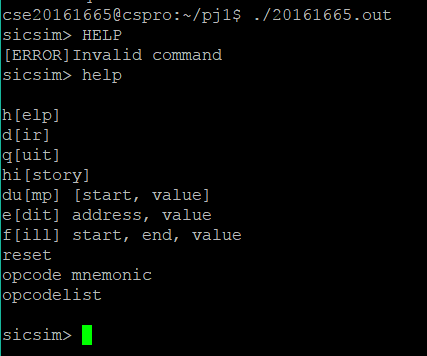 cse20161665@cspro:~/pj1$ ./20161665.out
sicsim> HELP
[ERROR]Invalid command
sicsim> help
h[elp]
d[ir]
q[uit]
hi[story]
du[mp] [start, value]
e[dit] address, value
f[ill] start, end, value
reset
opcode mnemonic
opcodelist
sicsim>